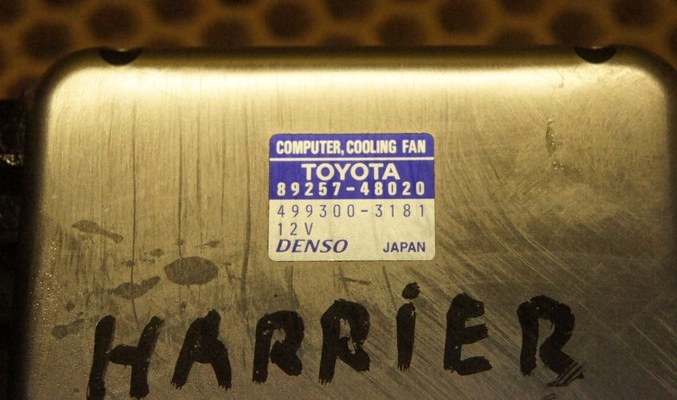 COMPUTER, COOLING FAN
TOYOTA
89257-48020
499300-3181
12V
DENSO JAPAN
HARRiER